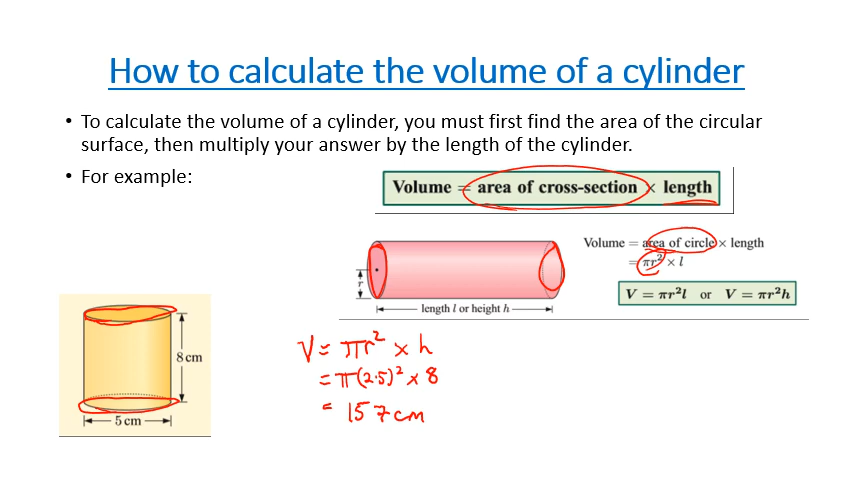 How to calculate the volume of a cylinder
• To calculate the volume of a cylinder, you must first find the area of the circular
surface, then multiply your answer by the length of the cylinder.
• For example:
Volume = area of cross-section × length
Volume = area of circle × length
= πr² × l
V = πr²l or V = πr²h
r
length l or height h
8 cm
5 cm
V = πr² × h
= π(2·5)² × 8
= 157cm